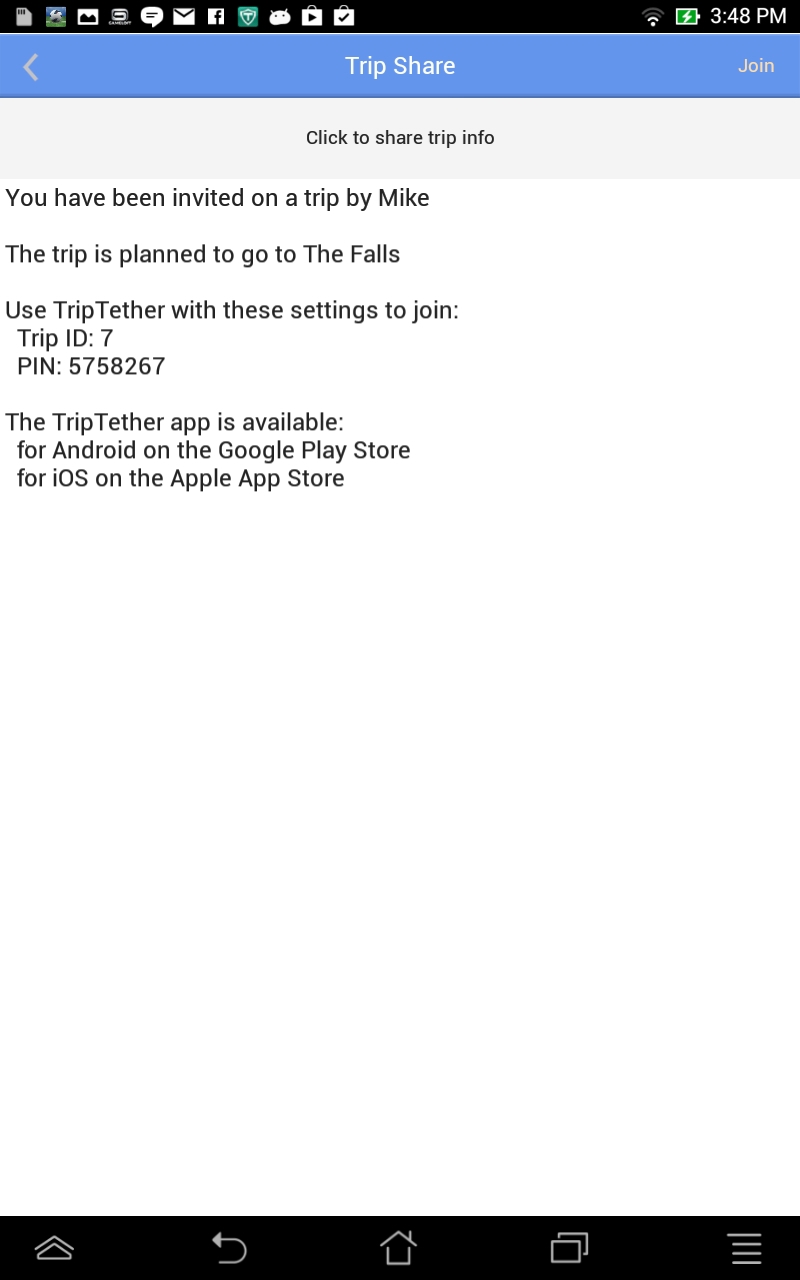 3:48 PM
Trip Share
Join
Click to share trip info
You have been invited on a trip by Mike
The trip is planned to go to The Falls
Use TripTether with these settings to join:
Trip ID: 7
PIN: 5758267
The TripTether app is available:
for Android on the Google Play Store
for iOS on the Apple App Store